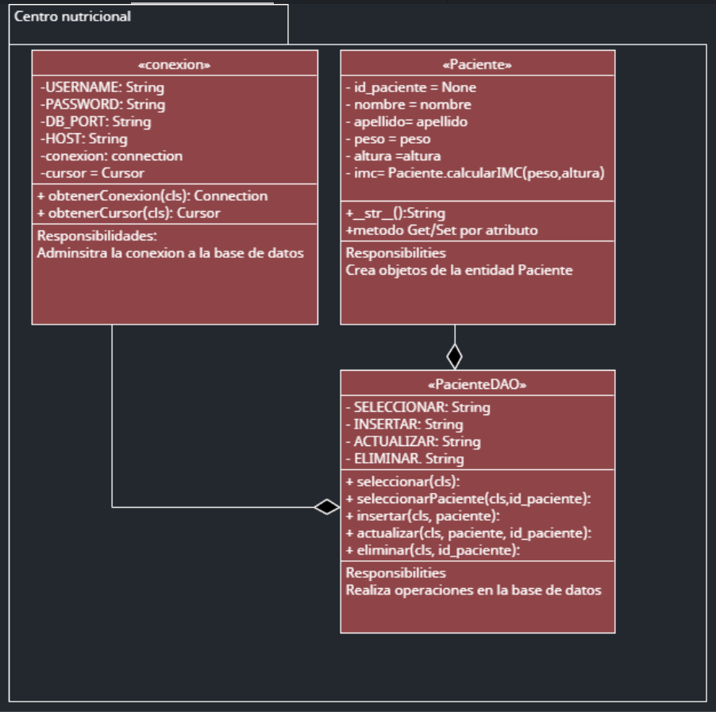 Centro nutricional
«conexion»
-USERNAME: String
-PASSWORD: String
-DB_PORT: String
-HOST: String
-conexion: connection
-cursor = Cursor
+ obtenerConexion(cls): Connection
+ obtenerCursor(cls): Cursor
Responsibilidades:
Adminsitra la conexion a la base de datos
«Paciente»
- id_paciente = None
- nombre = nombre
- apellido= apellido
- peso = peso
- altura =altura
- imc= Paciente.calcularIMC(peso,altura)
+__str__():String
+metodo Get/Set por atributo
Responsibilities
Crea objetos de la entidad Paciente
«PacienteDAO»
- SELECCIONAR: String
- INSERTAR: String
- ACTUALIZAR: String
- ELIMINAR. String
+ seleccionar(cls):
+ seleccionarPaciente(cls,id_paciente):
+ insertar(cls, paciente):
+ actualizar(cls, paciente, id_paciente):
+ eliminar(cls, id_paciente):
Responsibilities
Realiza operaciones en la base de datos